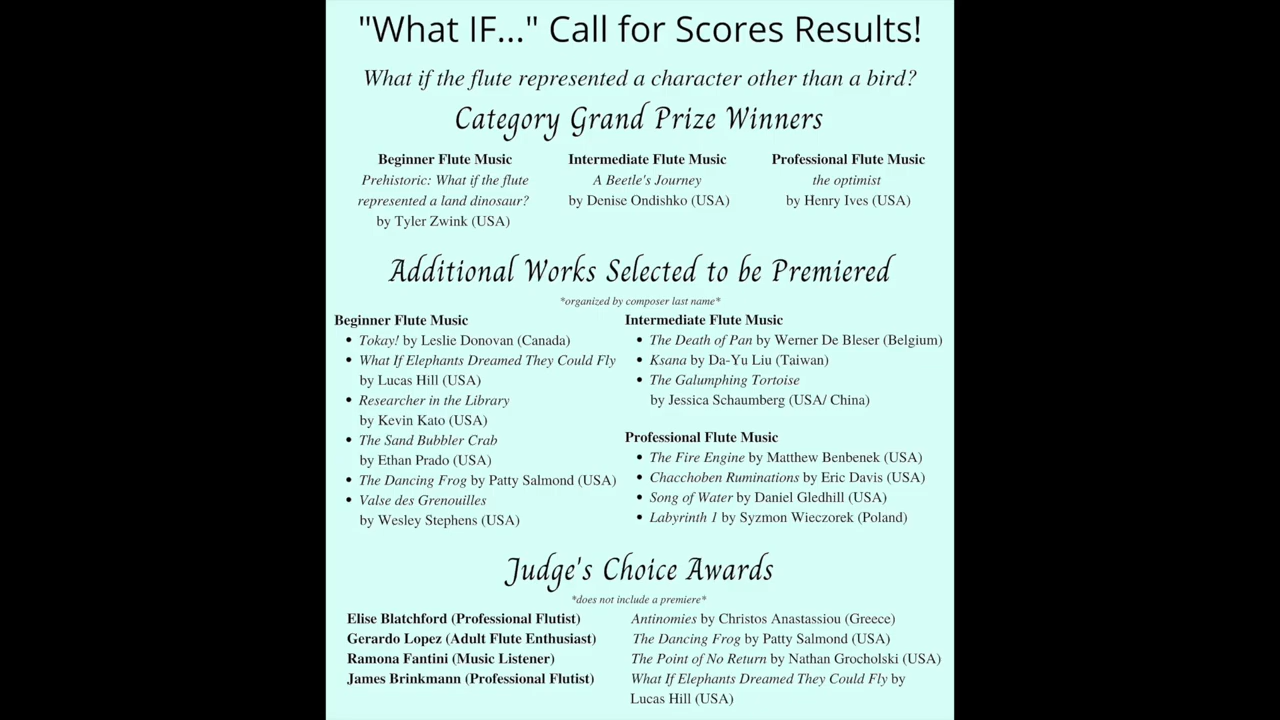 "What IF..." Call for Scores Results!
What if the flute represented a character other than a bird?
Category Grand Prize Winners
Beginner Flute Music
Prehistoric: What if the flute
represented a land dinosaur?
by Tyler Zwink (USA)
Intermediate Flute Music
A Beetle's Journey
by Denise Ondishko (USA)
Professional Flute Music
the optimist
by Henry Ives (USA)
Additional Works Selected to be Premiered
*organized by composer last name*
Beginner Flute Music
• Tokay! by Leslie Donovan (Canada)
• What If Elephants Dreamed They Could Fly
by Lucas Hill (USA)
• Researcher in the Library
by Kevin Kato (USA)
• The Sand Bubbler Crab
by Ethan Prado (USA)
• The Dancing Frog by Patty Salmond (USA)
• Valse des Grenouilles
by Wesley Stephens (USA)
Intermediate Flute Music
• The Death of Pan by Werner De Bleser (Belgium)
• Ksana by Da-Yu Liu (Taiwan)
• The Galumphing Tortoise
by Jessica Schaumberg (USA/ China)
Professional Flute Music
• The Fire Engine by Matthew Benbenek (USA)
• Chacchoben Ruminations by Eric Davis (USA)
• Song of Water by Daniel Gledhill (USA)
• Labyrinth 1 by Syzmon Wieczorek (Poland)
Judge's Choice Awards
*does not include a premiere*
Elise Blatchford (Professional Flutist) Antinomies by Christos Anastassiou (Greece)
Gerardo Lopez (Adult Flute Enthusiast) The Dancing Frog by Patty Salmond (USA)
Ramona Fantini (Music Listener) The Point of No Return by Nathan Grocholski (USA)
James Brinkmann (Professional Flutist) What If Elephants Dreamed They Could Fly by
Lucas Hill (USA)